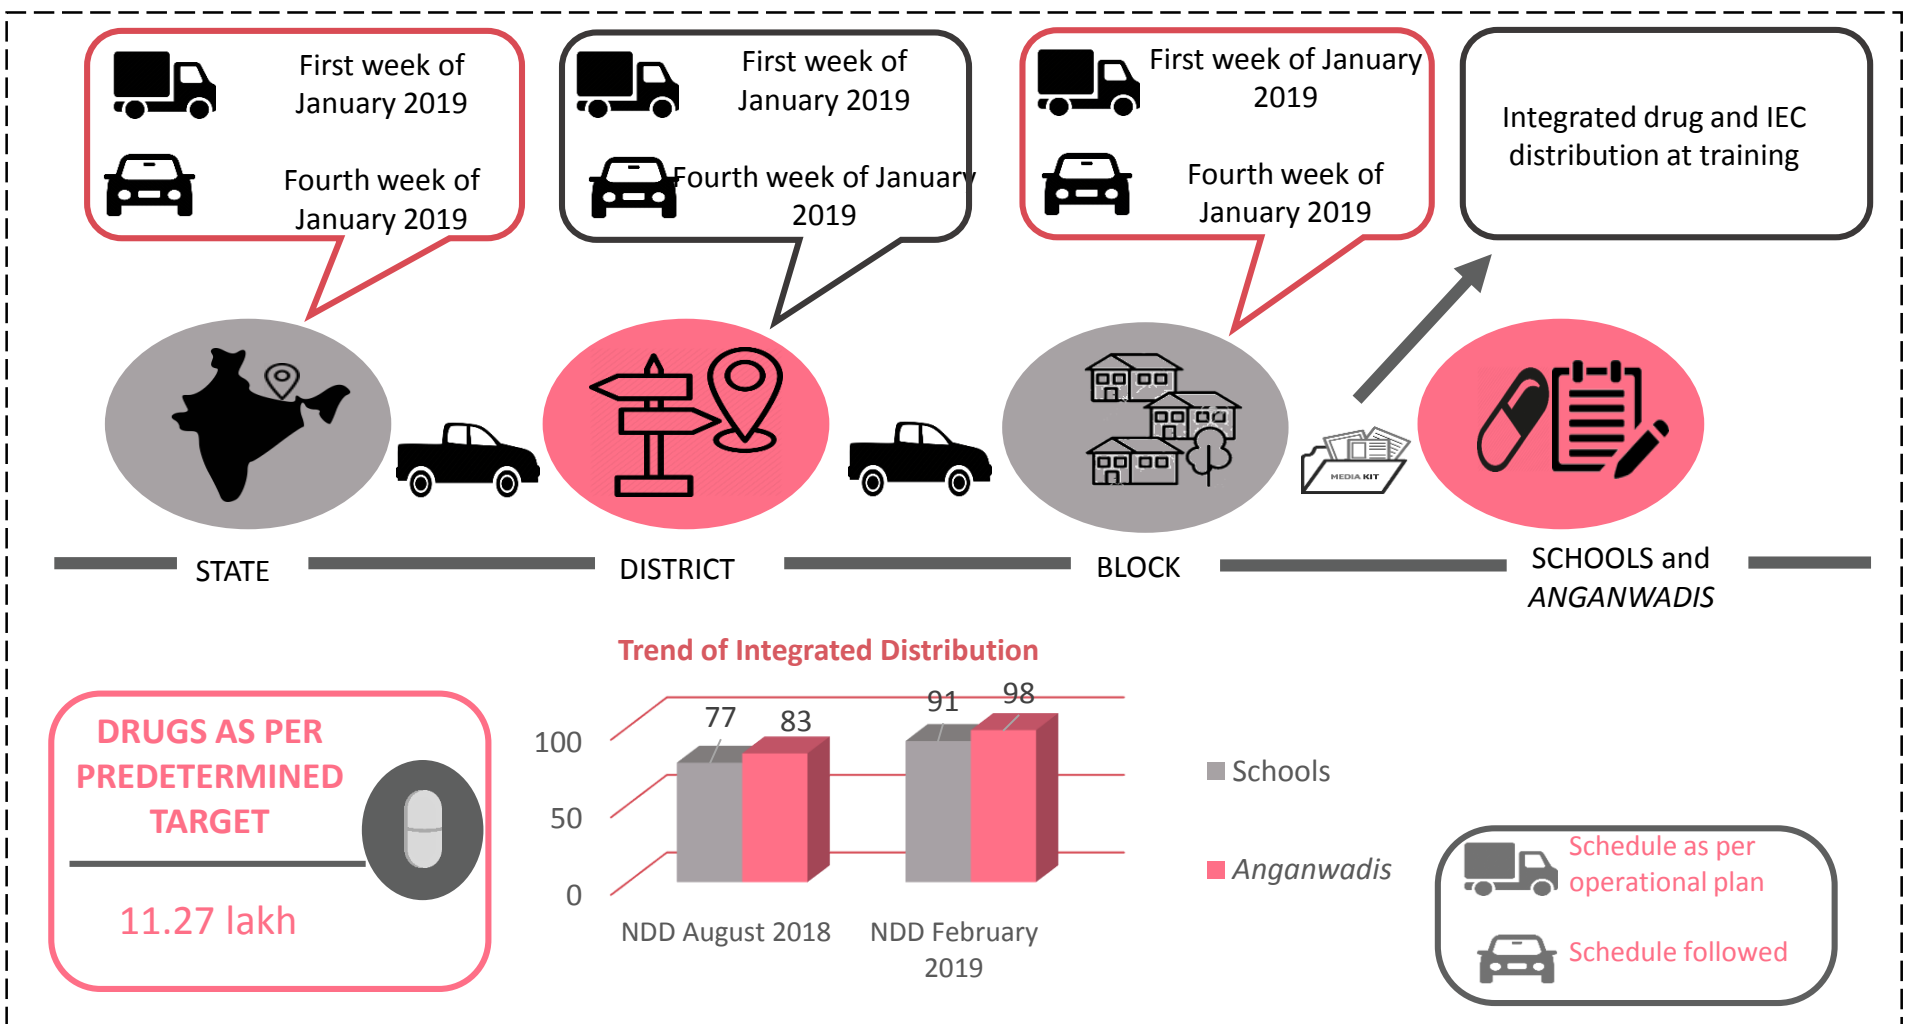 First week of
January 2019
Fourth week of
January 2019
First week of
January 2019
Fourth week of January
2019
First week of January
2019
Fourth week of
January 2019
Integrated drug and IEC
distribution at training
MEDIA KIT
STATE
DISTRICT
BLOCK
SCHOOLS and
ANGANWADIS
DRUGS AS PER
PREDETERMINED
TARGET
11.27 lakh
Trend of Integrated Distribution
100
50
0
77
83
91
98
NDD August 2018
NDD February
2019
Schools
Anganwadis
Schedule as per
operational plan
Schedule followed